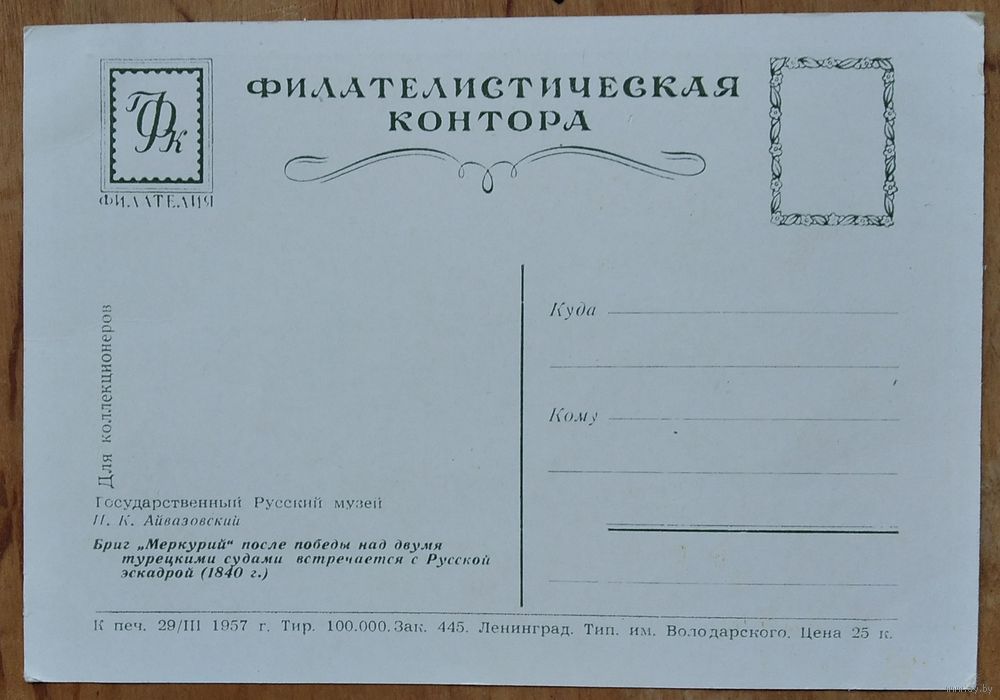 ГФК
ФИЛАТЕЛИЯ
ФИЛАТЕЛИСТИЧЕСКАЯ
КОНТОРА
Для коллекционеров
Государственный Русский музей
И. К. Айвазовский
Бриг „Меркурий“ после победы над двумя
турецкими судами встречается с Русской
эскадрой (1840 г.)
Куда
Кому
К печ. 29/III 1957 г. Тир. 100.000. Зак. 445. Ленинград. Тип. им. Володарского. Цена 25 к.